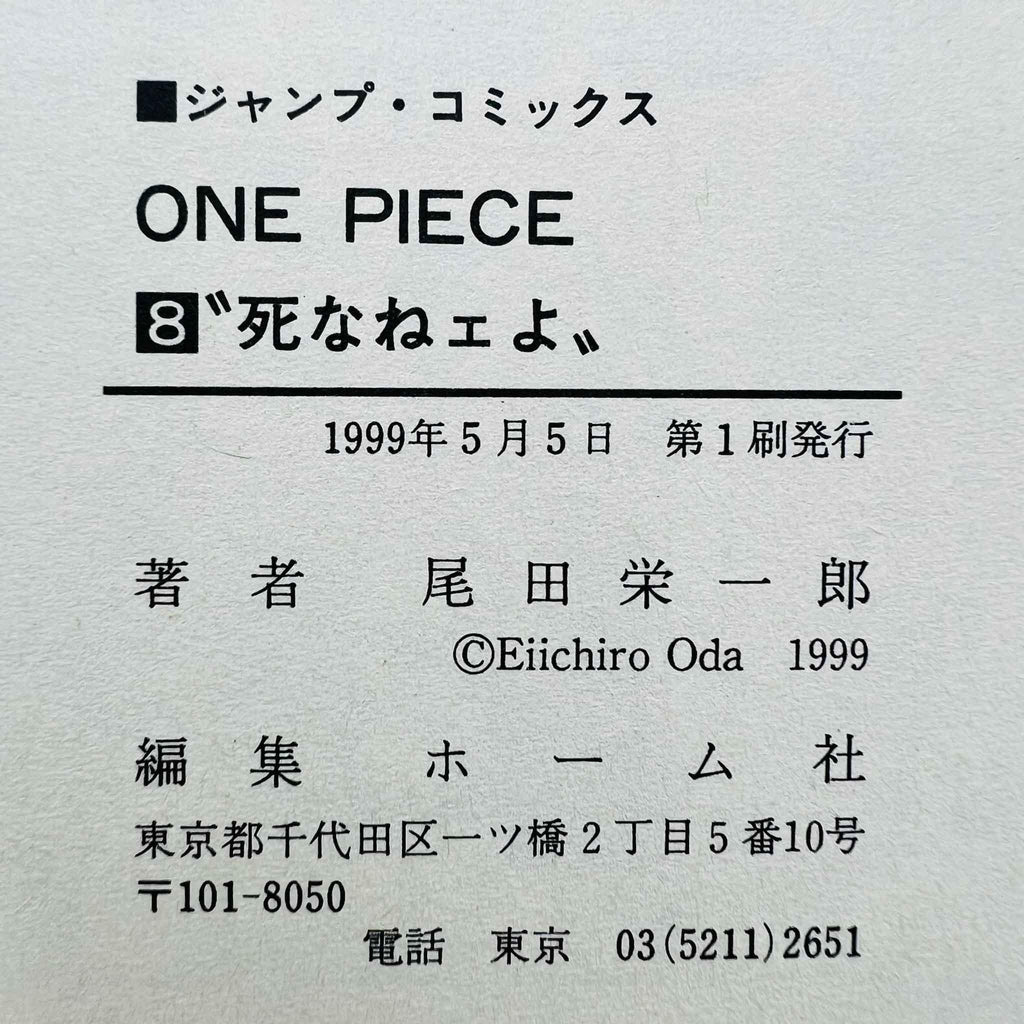 ■ジャンプ・コミックス
ONE PIECE
8〝死なねェよ〟
1999年5月5日　第1刷発行
著者　尾田栄一郎
©Eiichiro Oda　1999
編集　ホーム社
東京都千代田区一ツ橋2丁目5番10号
〒101-8050
電話　東京　03(5211)2651